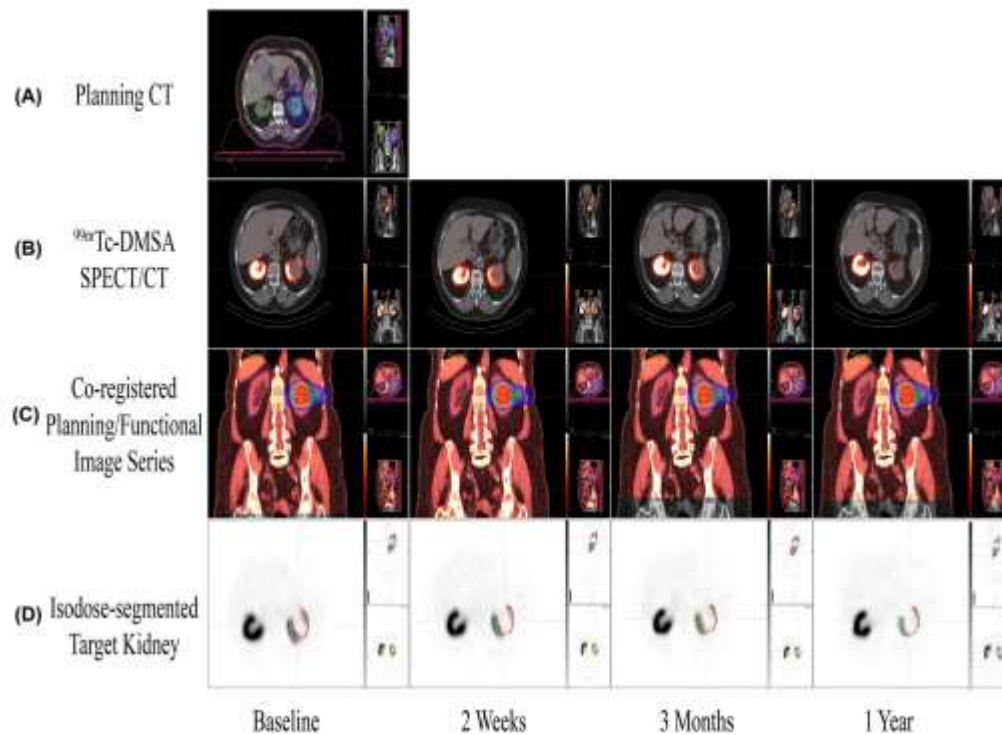 (A) Planning CT
(B) ⁹⁹ᵐTc-DMSA
SPECT/CT
(C) Co-registered
Planning/Functional
Image Series
(D) Isodose-segmented
Target Kidney
Baseline 2 Weeks 3 Months 1 Year